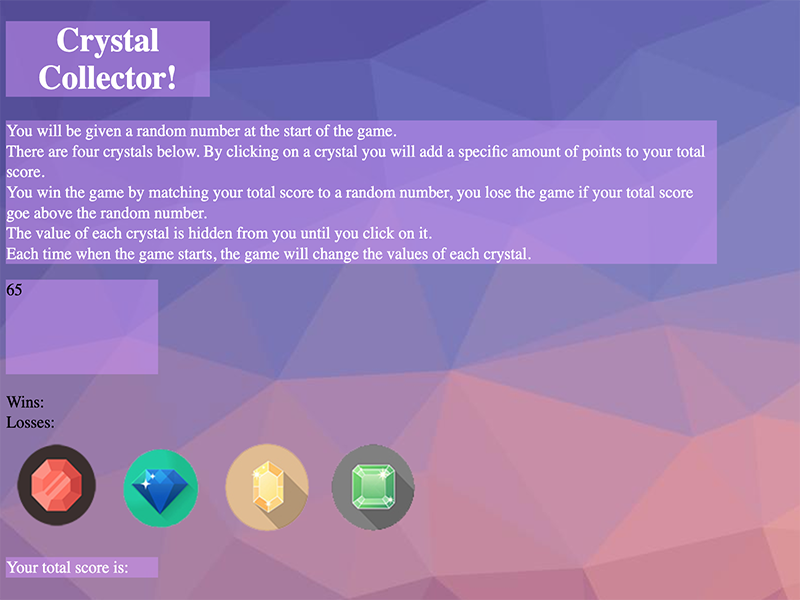 Crystal
Collector!
You will be given a random number at the start of the game.
There are four crystals below. By clicking on a crystal you will add a specific amount of points to your total
score.
You win the game by matching your total score to a random number, you lose the game if your total score
goe above the random number.
The value of each crystal is hidden from you until you click on it.
Each time when the game starts, the game will change the values of each crystal.
65
Wins:
Losses:
Your total score is: